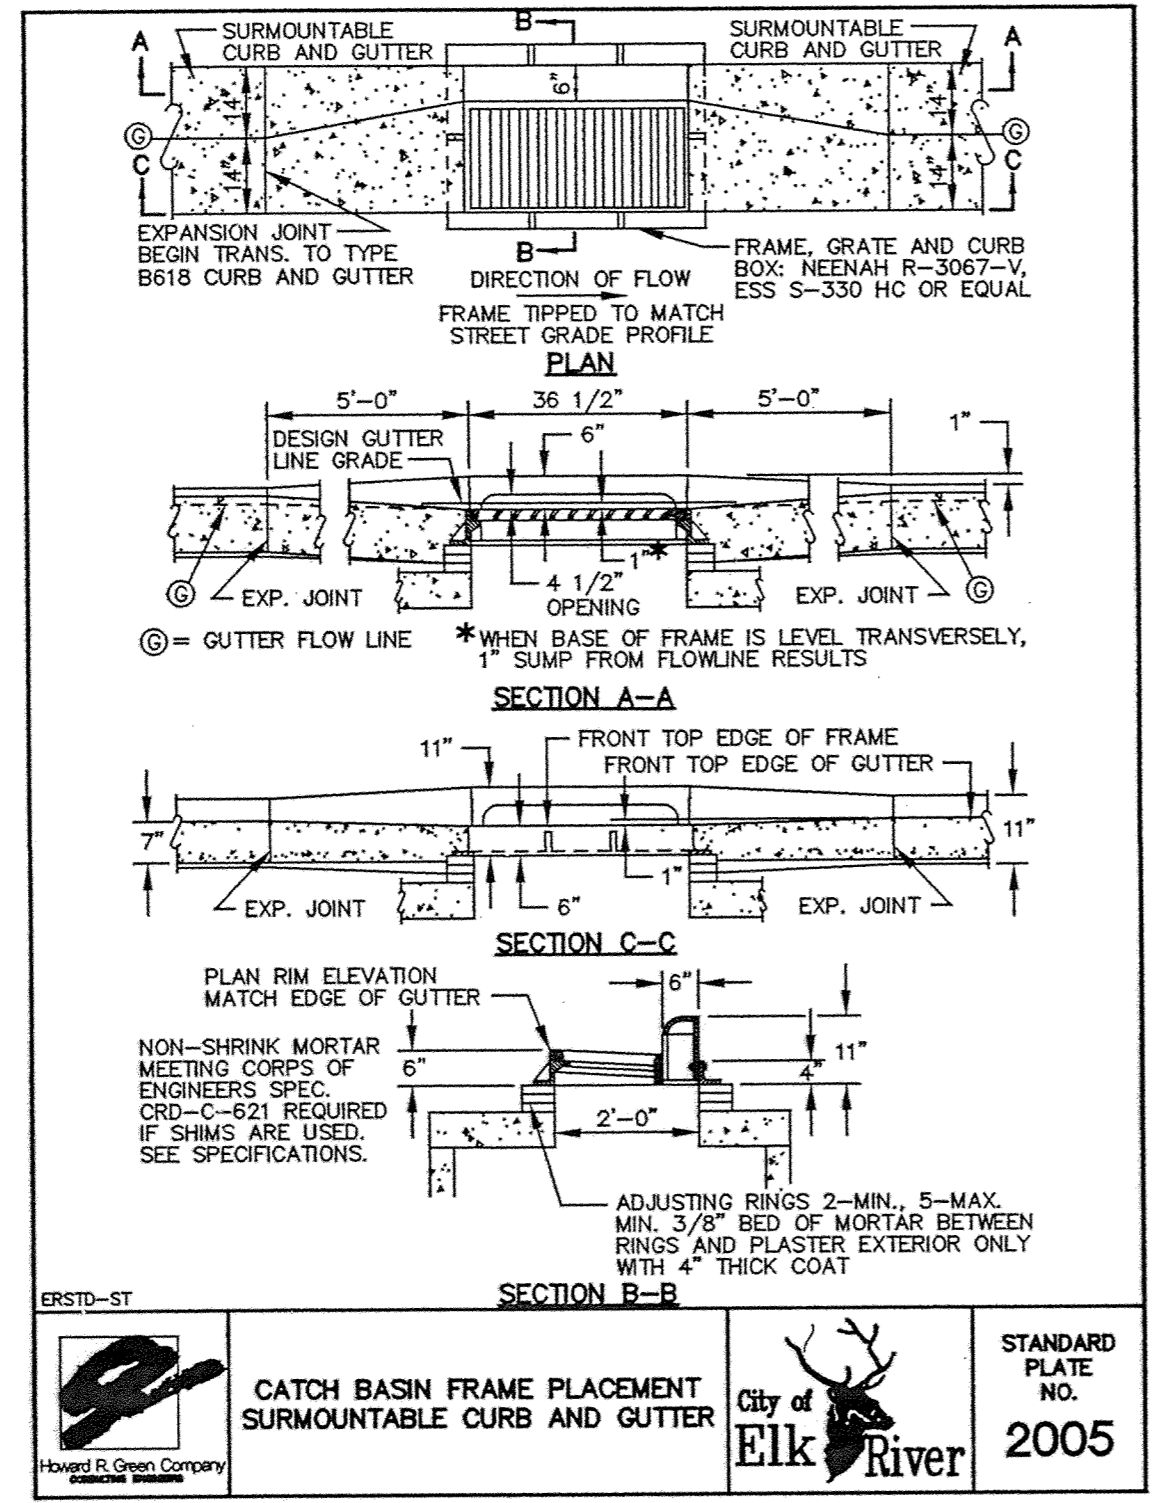 SURMOUNTABLE
CURB AND GUTTER
B
SURMOUNTABLE
CURB AND GUTTER
A
A
14"
6"
14"
G
G
C
C
14"
14"
EXPANSION JOINT
BEGIN TRANS. TO TYPE
B618 CURB AND GUTTER
B
DIRECTION OF FLOW
FRAME TIPPED TO MATCH
STREET GRADE PROFILE
FRAME, GRATE AND CURB
BOX: NEENAH R-3067-V,
ESS S-330 HC OR EQUAL
PLAN
5'-0"
36 1/2"
5'-0"
1"
DESIGN GUTTER
LINE GRADE
6"
1"*
4 1/2"
OPENING
G
EXP. JOINT
EXP. JOINT
G
G = GUTTER FLOW LINE
* WHEN BASE OF FRAME IS LEVEL TRANSVERSELY,
1" SUMP FROM FLOWLINE RESULTS
SECTION A-A
11"
FRONT TOP EDGE OF FRAME
FRONT TOP EDGE OF GUTTER
7"
11"
1"
6"
EXP. JOINT
EXP. JOINT
SECTION C-C
PLAN RIM ELEVATION
MATCH EDGE OF GUTTER
6"
NON-SHRINK MORTAR
MEETING CORPS OF
ENGINEERS SPEC.
CRD-C-621 REQUIRED
IF SHIMS ARE USED.
SEE SPECIFICATIONS.
6"
11"
4"
2'-0"
ADJUSTING RINGS 2-MIN., 5-MAX.
MIN. 3/8" BED OF MORTAR BETWEEN
RINGS AND PLASTER EXTERIOR ONLY
WITH 4" THICK COAT
SECTION B-B
ERSTD-ST
Howard R. Green Company
CONSULTING ENGINEERS
CATCH BASIN FRAME PLACEMENT
SURMOUNTABLE CURB AND GUTTER
City of
Elk River
STANDARD
PLATE
NO.
2005